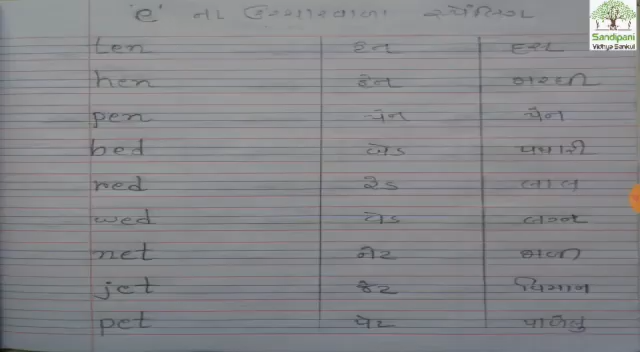 'e' ના ઉચ્ચારવાળા સ્પેલિંગ
Sandipani
Vidhya Sankul
ten ટેન દસ
hen હેન મરઘી
pen પેન પેન
bed બેડ પથારી
red રેડ લાલ
wed વેડ લગ્ન
net નેટ જાળી
jet જેટ વિમાન
pet પેટ પાળેલું